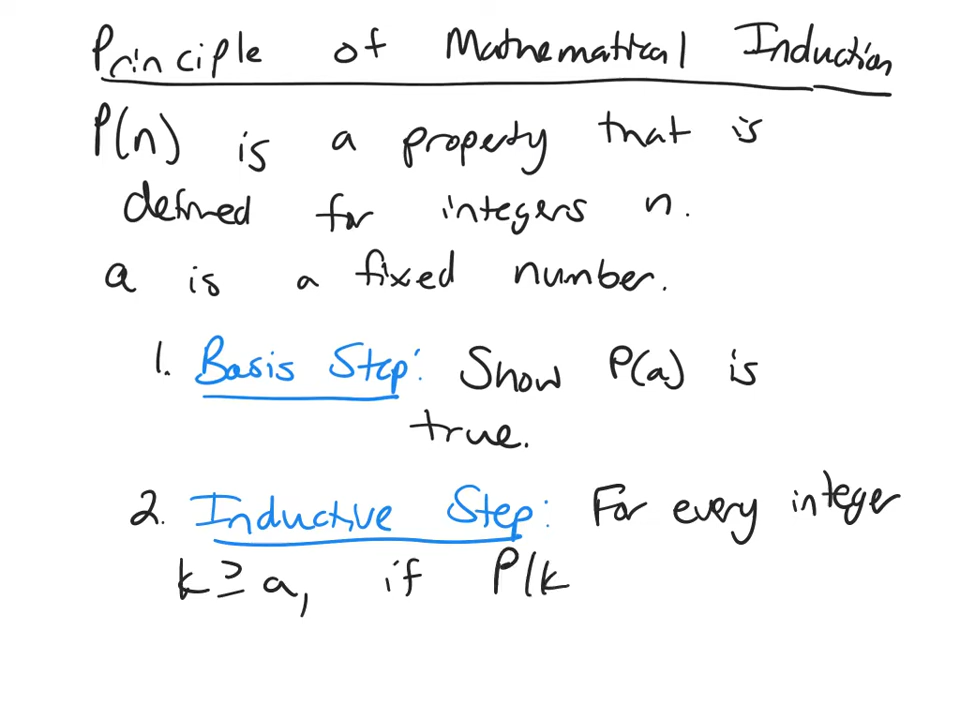 Principle of Mathematical Induction
P(n) is a property that is
defined for integers n.
a is a fixed number.
1. Basis Step: Show P(a) is
true.
2. Inductive Step: For every integer
k ≥ a, if P(k